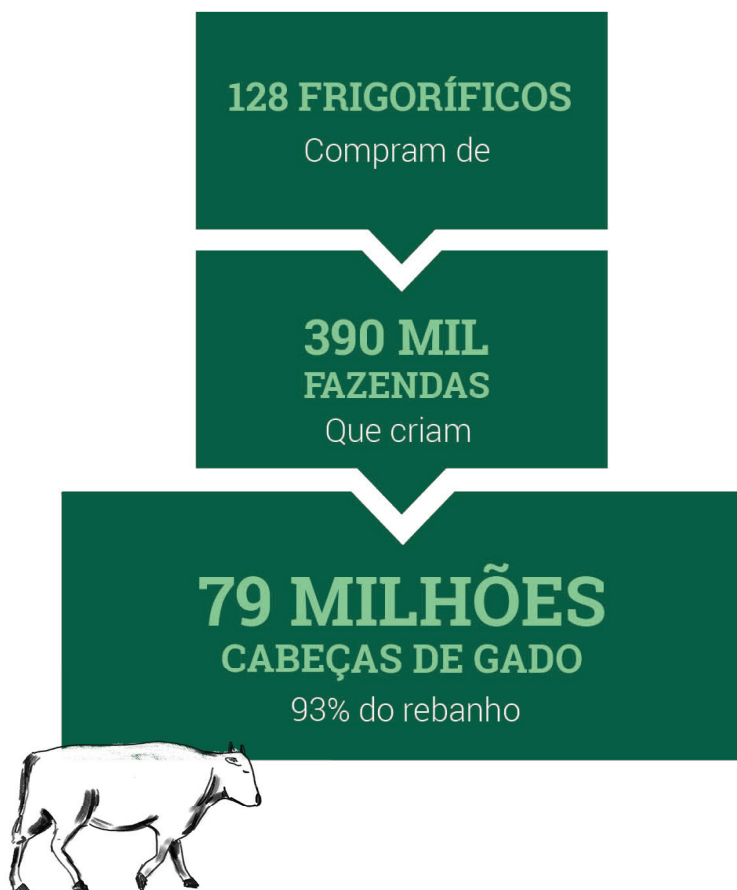 128 FRIGORÍFICOS
Compram de
390 MIL
FAZENDAS
Que criam
79 MILHÕES
CABEÇAS DE GADO
93% do rebanho